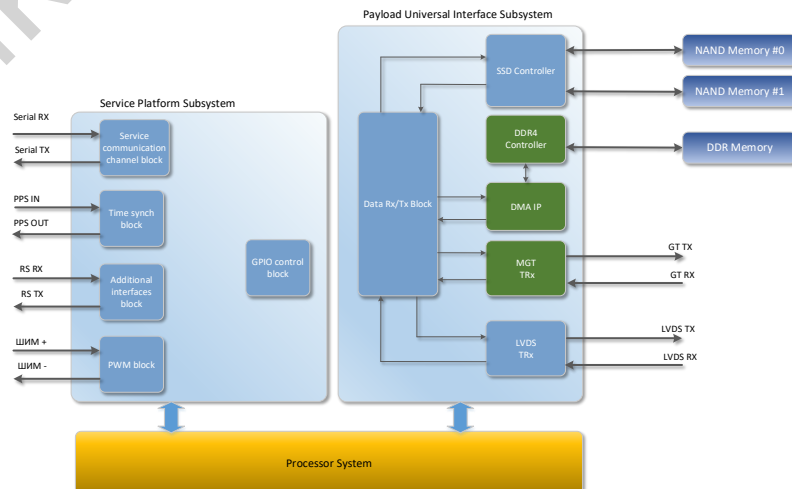 Payload Universal Interface Subsystem
SSD Controller
NAND Memory #0
NAND Memory #1
Service Platform Subsystem
Serial RX
Serial TX
Service
communication
channel block
DDR4
Controller
DDR Memory
PPS IN
PPS OUT
Time synch
block
Data Rx/Tx Block
DMA IP
RS RX
RS TX
Additional
interfaces
block
GPIO control
block
MGT
TRx
GT TX
GT RX
ШИМ +
ШИМ -
PWM block
LVDS
TRx
LVDS TX
LVDS RX
Processor System